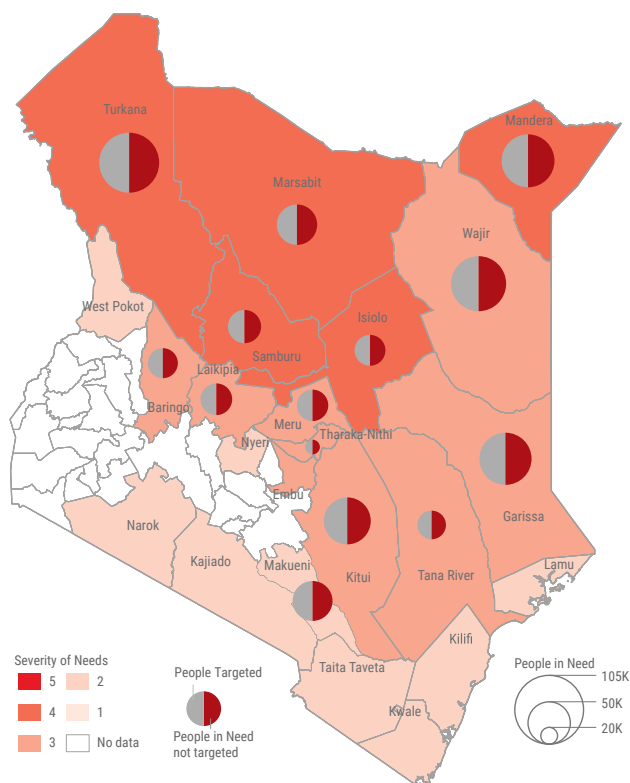 Turkana
Mandera
Marsabit
Wajir
West Pokot
Isiolo
Samburu
Laikipia
Baringo
Meru
Tharaka-Nithi
Nyeri
Embu
Garissa
Narok
Kajiado
Makueni
Kitui
Tana River
Lamu
Kilifi
Taita Taveta
Kwale
Severity of Needs
5
2
4
1
3
No data
People Targeted
People in Need
not targeted
People in Need
105K
50K
20K